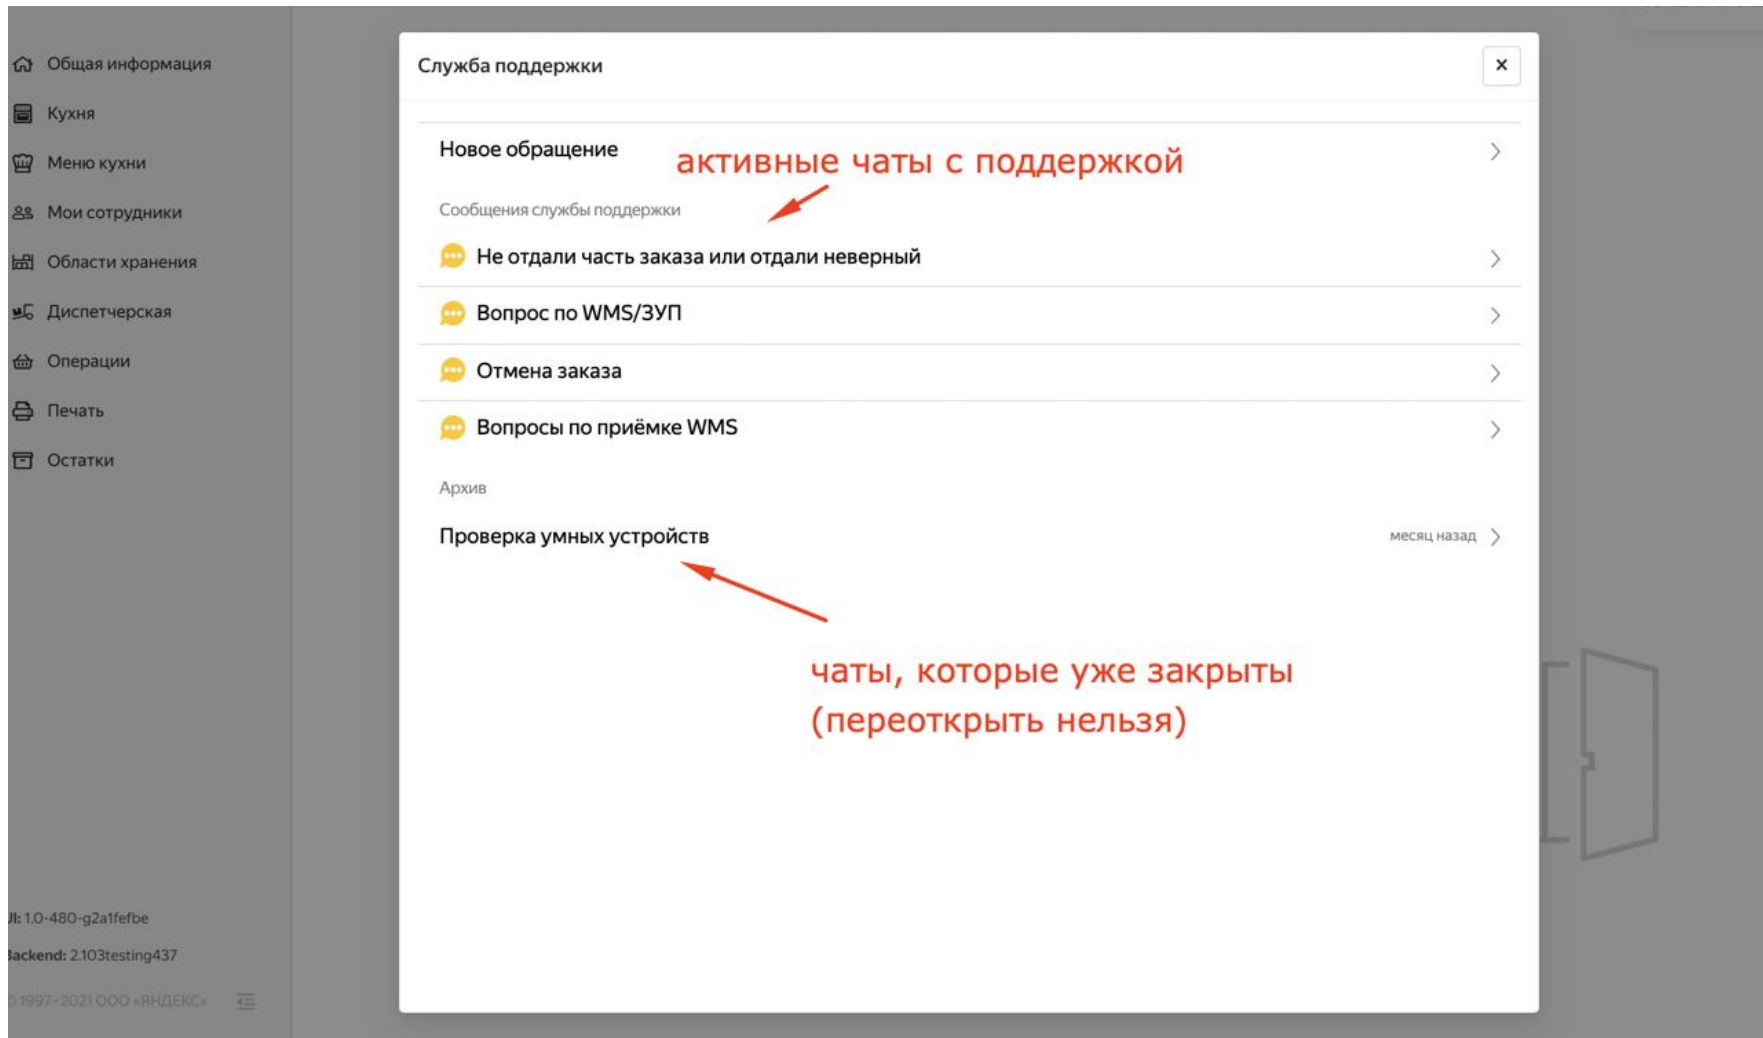 Общая информация
Кухня
Меню кухни
Мои сотрудники
Области хранения
Диспетчерская
Операции
Печать
Остатки
UI: 1.0-480-g2a1fefbe
Backend: 2.103testing437
© 1997-2021 ООО «ЯНДЕКС»
Служба поддержки
Новое обращение
активные чаты с поддержкой
Сообщения службы поддержки
Не отдали часть заказа или отдали неверный
Вопрос по WMS/ЗУП
Отмена заказа
Вопросы по приёмке WMS
Архив
Проверка умных устройств
месяц назад
чаты, которые уже закрыты
(переоткрыть нельзя)